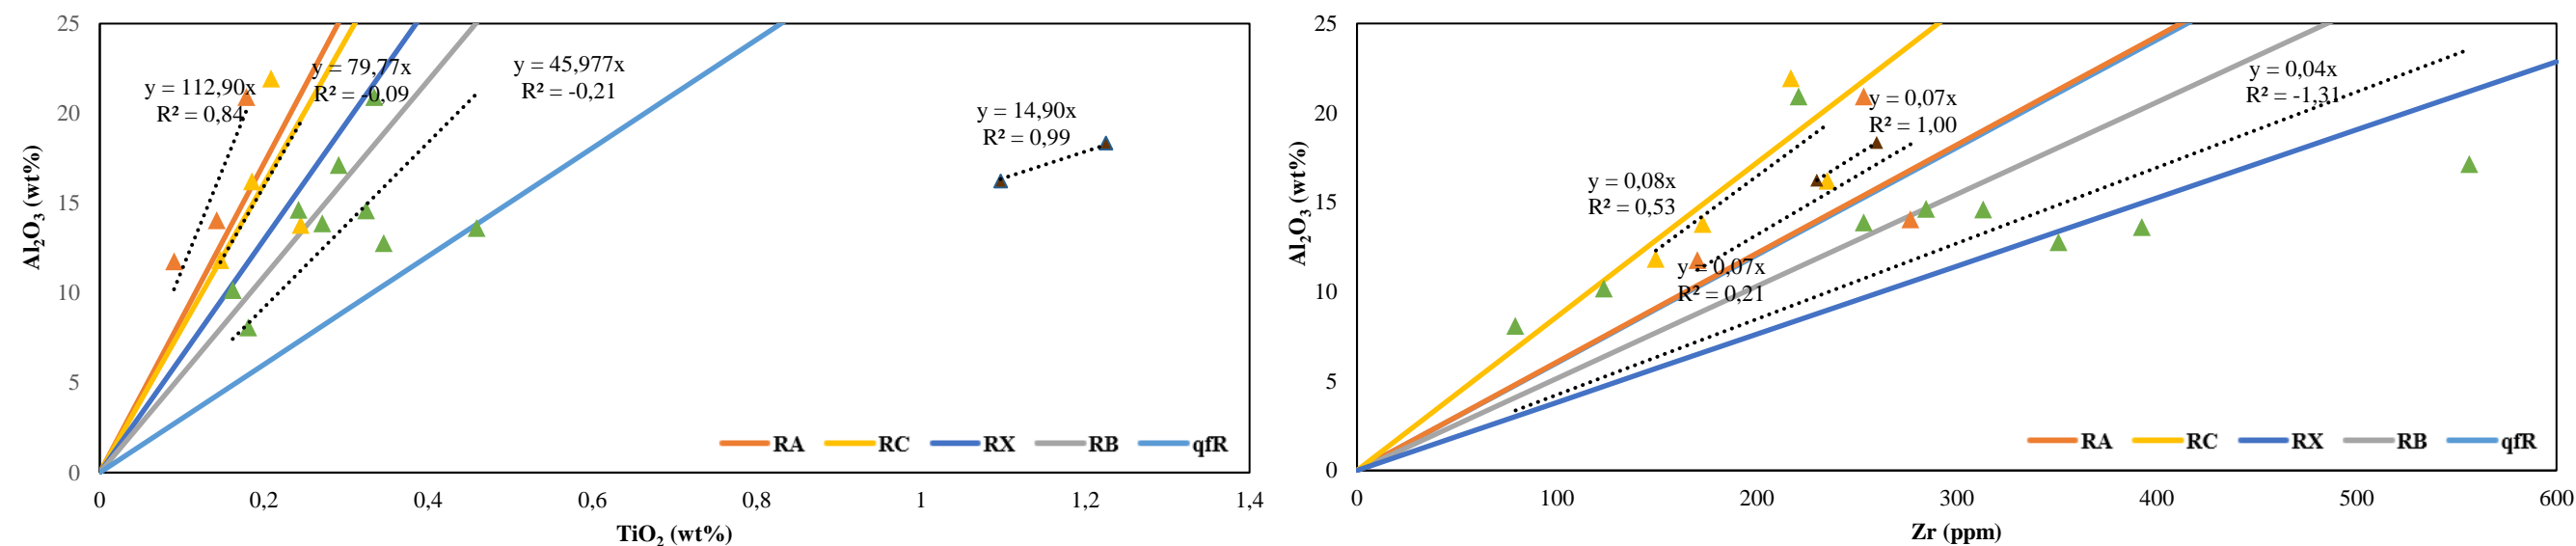 25
20
15
10
5
0
Al₂O₃ (wt%)
y = 112,90x
R² = 0,84
y = 79,77x
R² = -0,09
y = 45,977x
R² = -0,21
y = 14,90x
R² = 0,99
RA RC RX RB qfR
0 0,2 0,4 0,6 0,8 1 1,2 1,4
TiO₂ (wt%)
25
20
15
10
5
0
Al₂O₃ (wt%)
y = 0,04x
R² = -1,31
y = 0,07x
R² = 1,00
y = 0,08x
R² = 0,53
y = 0,07x
R² = 0,21
RA RC RX RB qfR
0 100 200 300 400 500 600
Zr (ppm)